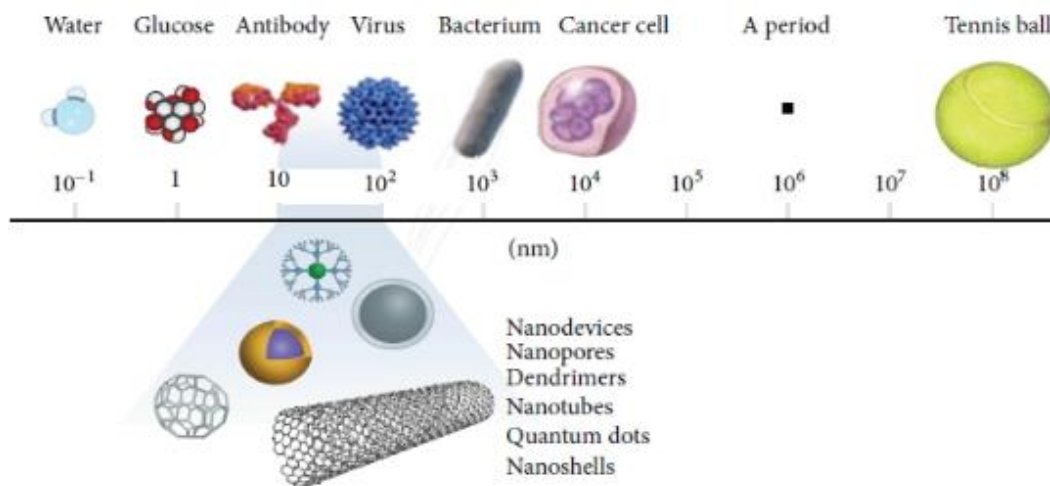 Water Glucose Antibody Virus Bacterium Cancer cell A period Tennis ball
10⁻¹ 1 10 10² 10³ 10⁴ 10⁵ 10⁶ 10⁷ 10⁸
(nm)
Nanodevices
Nanopores
Dendrimers
Nanotubes
Quantum dots
Nanoshells